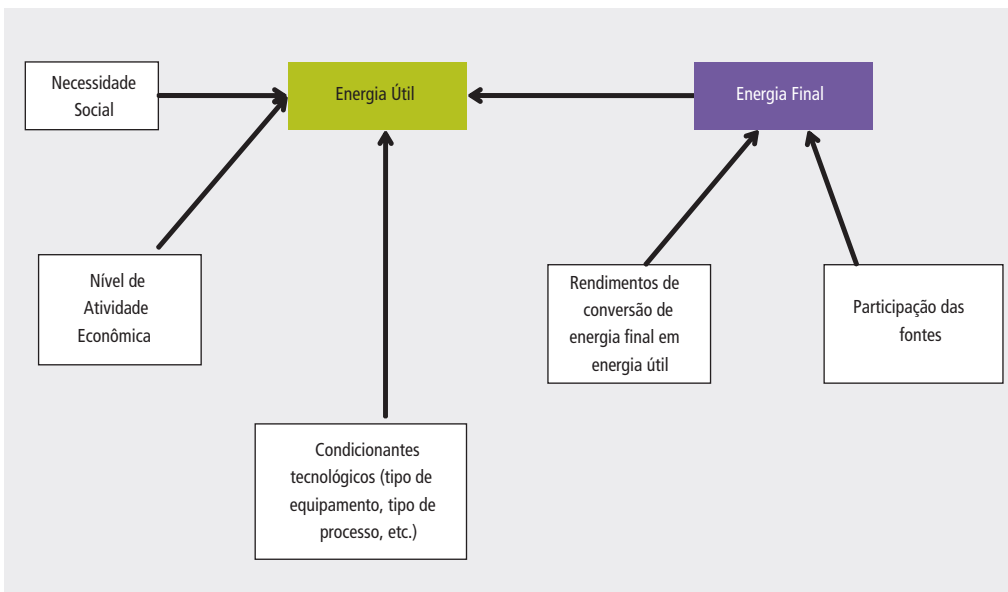 Necessidade
Social
Energia Útil
Energia Final
Nível de
Atividade
Econômica
Rendimentos de
conversão de
energia final em
energia útil
Participação das
fontes
Condicionantes
tecnológicos (tipo de
equipamento, tipo de
processo, etc.)